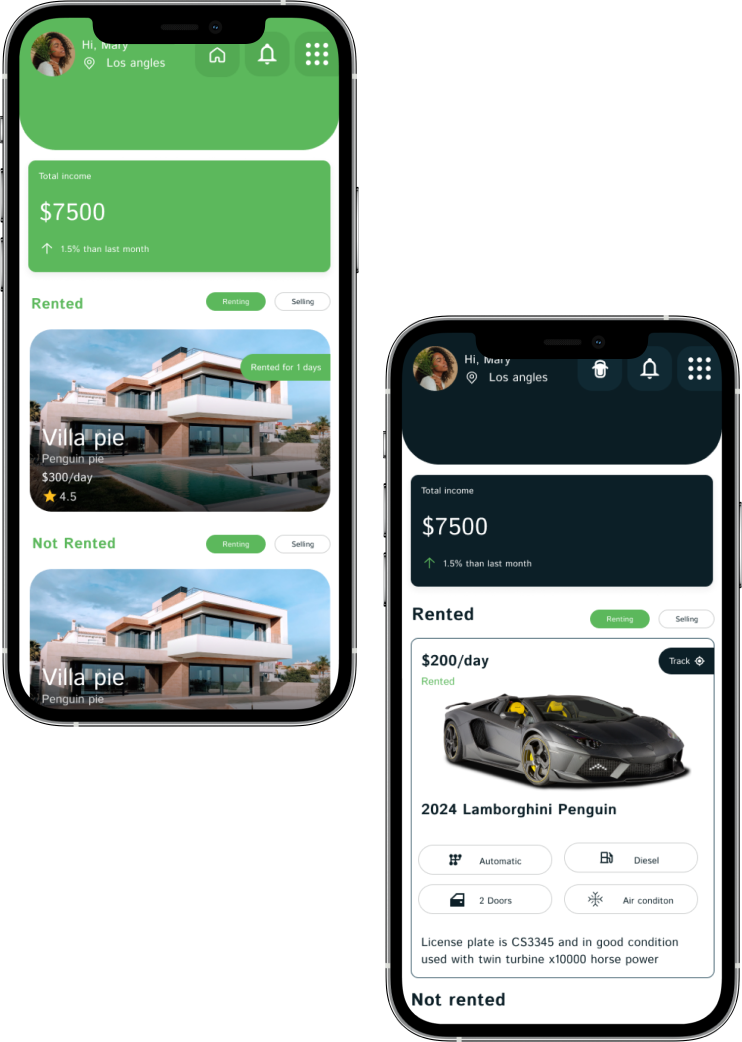 Hi, Mary
Los angles
Total income
$7500
1.5% than last month
Rented
Renting
Selling
Rented for 1 days
Villa pie
Penguin pie
$300/day
4.5
Not Rented
Renting
Selling
Villa pie
Penguin pie
Hi, Mary
Los angles
Total income
$7500
1.5% than last month
Rented
Renting
Selling
$200/day
Track
Rented
2024 Lamborghini Penguin
Automatic
Diesel
2 Doors
Air conditon
License plate is CS3345 and in good condition
used with twin turbine x10000 horse power
Not rented